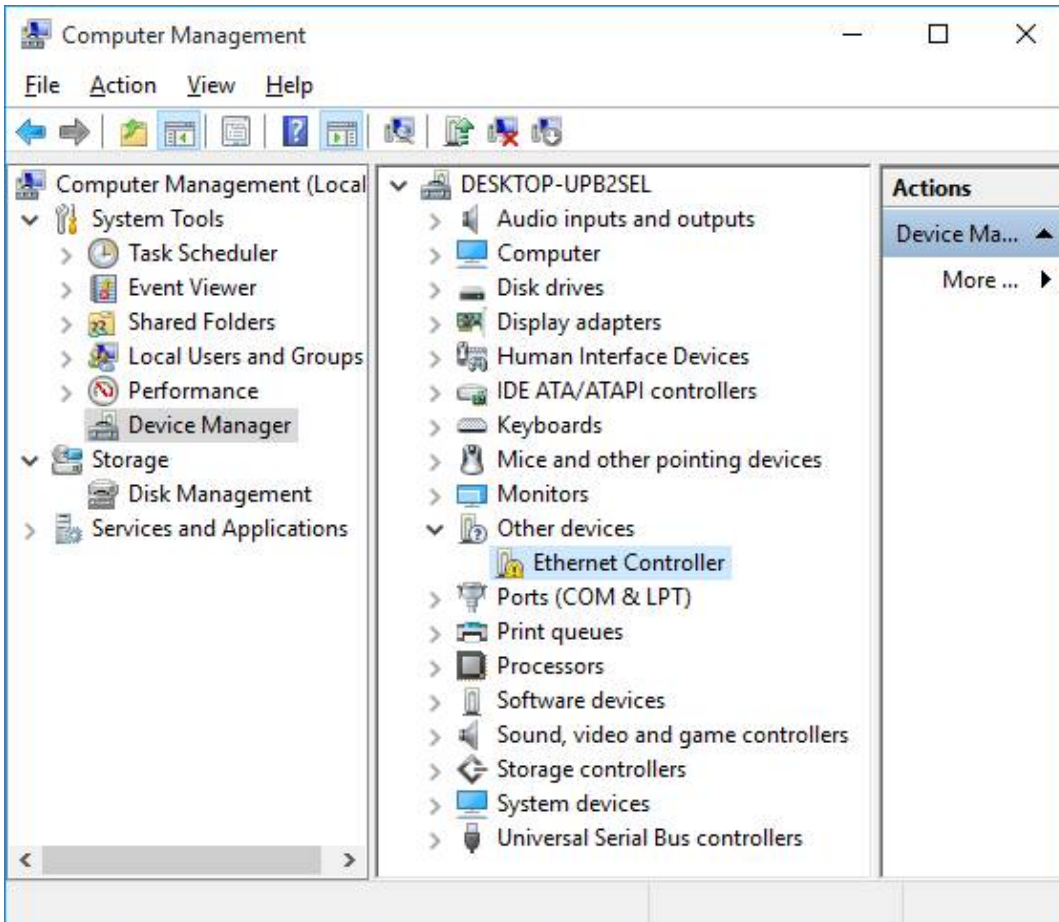 Computer Management
File Action View Help
Computer Management (Local
System Tools
Task Scheduler
Event Viewer
Shared Folders
Local Users and Groups
Performance
Device Manager
Storage
Disk Management
Services and Applications
DESKTOP-UPB2SEL
Audio inputs and outputs
Computer
Disk drives
Display adapters
Human Interface Devices
IDE ATA/ATAPI controllers
Keyboards
Mice and other pointing devices
Monitors
Other devices
Ethernet Controller
Ports (COM & LPT)
Print queues
Processors
Software devices
Sound, video and game controllers
Storage controllers
System devices
Universal Serial Bus controllers
Actions
Device Ma...
More ...